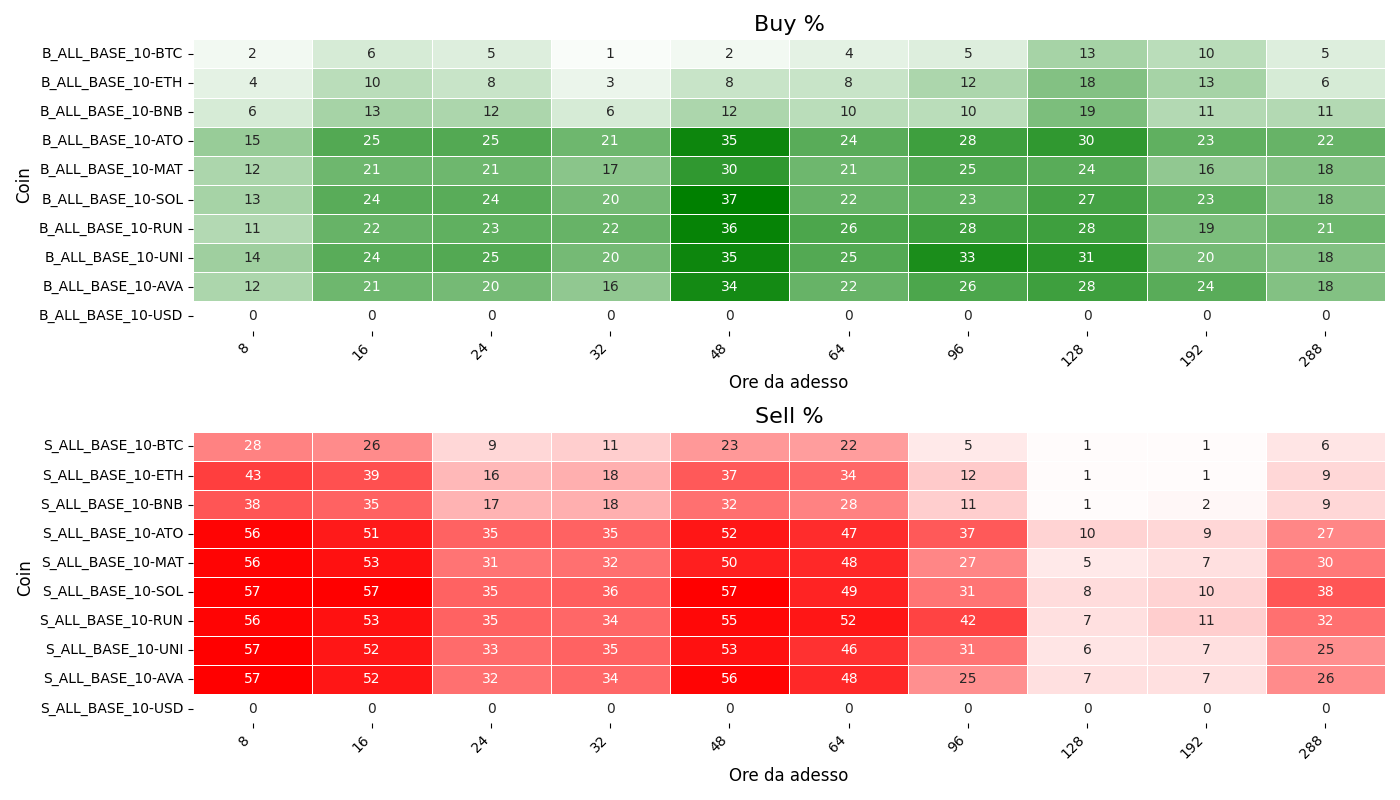 Buy %
Coin
B_ALL_BASE_10-BTC 2 6 5 1 2 4 5 13 10 5
B_ALL_BASE_10-ETH 4 10 8 3 8 8 12 18 13 6
B_ALL_BASE_10-BNB 6 13 12 6 12 10 10 19 11 11
B_ALL_BASE_10-ATO 15 25 25 21 35 24 28 30 23 22
B_ALL_BASE_10-MAT 12 21 21 17 30 21 25 24 16 18
B_ALL_BASE_10-SOL 13 24 24 20 37 22 23 27 23 18
B_ALL_BASE_10-RUN 11 22 23 22 36 26 28 28 19 21
B_ALL_BASE_10-UNI 14 24 25 20 35 25 33 31 20 18
B_ALL_BASE_10-AVA 12 21 20 16 34 22 26 28 24 18
B_ALL_BASE_10-USD 0 0 0 0 0 0 0 0 0 0
8 16 24 32 48 64 96 128 192 288
Ore da adesso
Sell %
Coin
S_ALL_BASE_10-BTC 28 26 9 11 23 22 5 1 1 6
S_ALL_BASE_10-ETH 43 39 16 18 37 34 12 1 1 9
S_ALL_BASE_10-BNB 38 35 17 18 32 28 11 1 2 9
S_ALL_BASE_10-ATO 56 51 35 35 52 47 37 10 9 27
S_ALL_BASE_10-MAT 56 53 31 32 50 48 27 5 7 30
S_ALL_BASE_10-SOL 57 57 35 36 57 49 31 8 10 38
S_ALL_BASE_10-RUN 56 53 35 34 55 52 42 7 11 32
S_ALL_BASE_10-UNI 57 52 33 35 53 46 31 6 7 25
S_ALL_BASE_10-AVA 57 52 32 34 56 48 25 7 7 26
S_ALL_BASE_10-USD 0 0 0 0 0 0 0 0 0 0
8 16 24 32 48 64 96 128 192 288
Ore da adesso